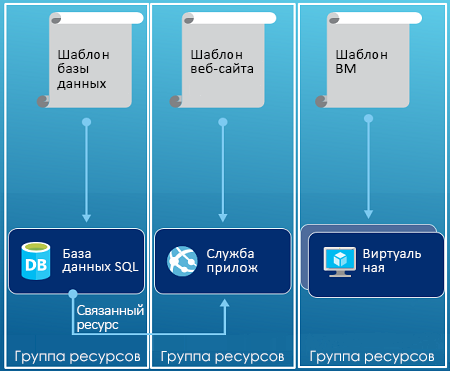 Шаблон
базы
данных
Шаблон
веб-сайта
Шаблон
ВМ
DB
База
данных SQL
Служба
прилож
Виртуаль
ная
Связанный
ресурс
Группа ресурсов
Группа ресурсов
Группа ресурсов